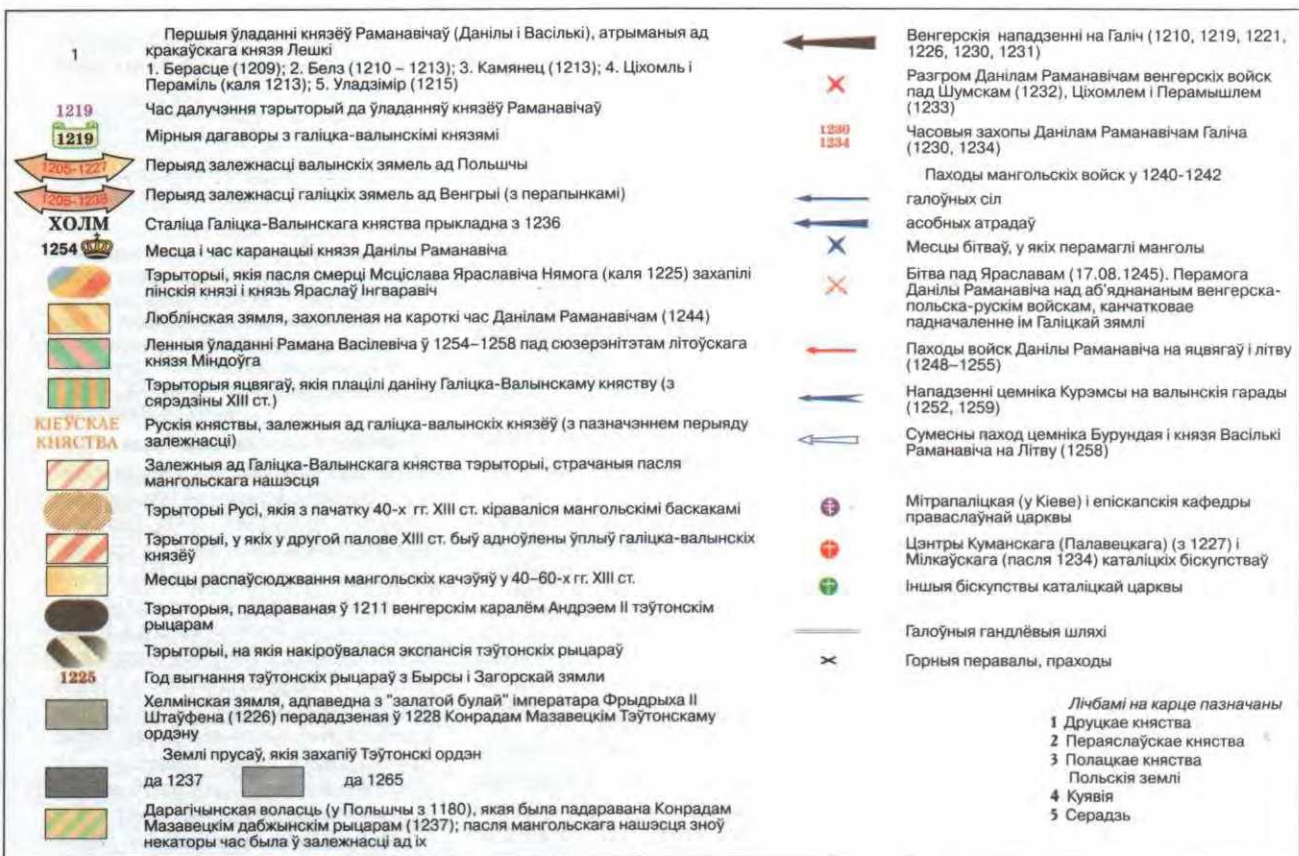 1
Першыя ўладанні князёў Раманавічаў (Данілы і Васількі), атрыманыя ад
кракаўскага князя Лешкі
1. Берасце (1209); 2. Белз (1210 – 1213); 3. Камянец (1213); 4. Ціхомль і
Пераміль (каля 1213); 5. Уладзімір (1215)
1219
Час далучэння тэрыторый да ўладанняў князёў Раманавічаў
1219
Мірныя дагаворы з галіцка-валынскімі князямі
1205-1227
Перыяд залежнасці валынскіх зямель ад Польшчы
Перыяд залежнасці галіцкіх зямель ад Венгрыі (з перапынкамі)
ХОЛМ
Сталіца Галіцка-Валынскага княства прыкладна з 1236
1254
Месца і час каранацыі князя Данілы Раманавіча
Тэрыторыі, якія пасля смерці Мсціслава Яраславіча Нямога (каля 1225) захапілі
пінскія князі і князь Яраслаў Інгваравіч
Люблінская зямля, захопленая на кароткі час Данілам Раманавічам (1244)
Ленныя ўладанні Рамана Васілевіча ў 1254–1258 пад сюзерэнітэтам літоўскага
князя Міндоўга
Тэрыторыя яцвягаў, якія плацілі даніну Галіцка-Валынскаму княству (з
сярэдзіны XIII ст.)
КІЕЎСКАЕ
КНЯСТВА
Рускія княствы, залежныя ад галіцка-валынскіх князёў (з пазначэннем перыяду
залежнасці)
Залежныя ад Галіцка-Валынскага княства тэрыторыі, страчаныя пасля
мангольскага нашэсця
Тэрыторыі Русі, якія з пачатку 40-х гг. XIII ст. кіраваліся мангольскімі баскакамі
Тэрыторыі, у якіх у другой палове XIII ст. быў адноўлены ўплыў галіцка-валынскіх
князёў
Месцы распаўсюджвання мангольскіх качэўяў у 40–60-х гг. XIII ст.
Тэрыторыя, падараваная ў 1211 венгерскім каралём Андрэем II тэўтонскім
рыцарам
Тэрыторыі, на якія накіроўвалася экспансія тэўтонскіх рыцараў
1225
Год выгнання тэўтонскіх рыцараў з Бырсы і Загорскай зямли
Хелмінская зямля, адпаведна з "залатой булай" імператара Фрыдрыха II
Штаўфена (1226) перададзеная ў 1228 Конрадам Мазавецкім Тэўтонскаму
ордэну
Землі прусаў, якія захапіў Тэўтонскі ордэн
да 1237
да 1265
Дарагічынская воласць (у Польшчы з 1180), якая была падаравана Конрадам
Мазавецкім дабжынскім рыцарам (1237); пасля мангольскага нашэсця зноў
некаторы час была ў залежнасці ад іх
Венгерскія нападзенні на Галіч (1210, 1219, 1221,
1226, 1230, 1231)
Разгром Данілам Раманавічам венгерскіх войск
пад Шумскам (1232), Ціхомлем і Перамышлем
(1233)
1230
1234
Часовыя захопы Данілам Раманавічам Галіча
(1230, 1234)
Паходы мангольскіх войск у 1240-1242
галоўных сіл
асобных атрадаў
Месцы бітваў, у якіх перамаглі манголы
Бітва пад Яраславам (17.08.1245). Перамога
Данілы Раманавіча над аб'яднананым венгерска-
польска-рускім войскам, канчатковае
падначаленне ім Галіцкай зямлі
Паходы войск Данілы Раманавіча на яцвягаў і літву
(1248–1255)
Нападзенні цемніка Курэмсы на валынскія гарады
(1252, 1259)
Сумесны паход цемніка Бурундая і князя Васількі
Раманавіча на Літву (1258)
Мітрапаліцкая (у Кіеве) і епіскапскія кафедры
праваслаўнай царквы
Цэнтры Куманскага (Палавецкага) (з 1227) і
Мілкаўскага (пасля 1234) каталіцкіх біскупстваў
Іншыя біскупствы каталіцкай царквы
Галоўныя гандлёвыя шляхі
Горныя перавалы, праходы
Лічбамі на карце пазначаны
1 Друцкае княства
2 Пераяслаўскае княства
3 Полацкае княства
Польскія землі
4 Куявія
5 Серадзь